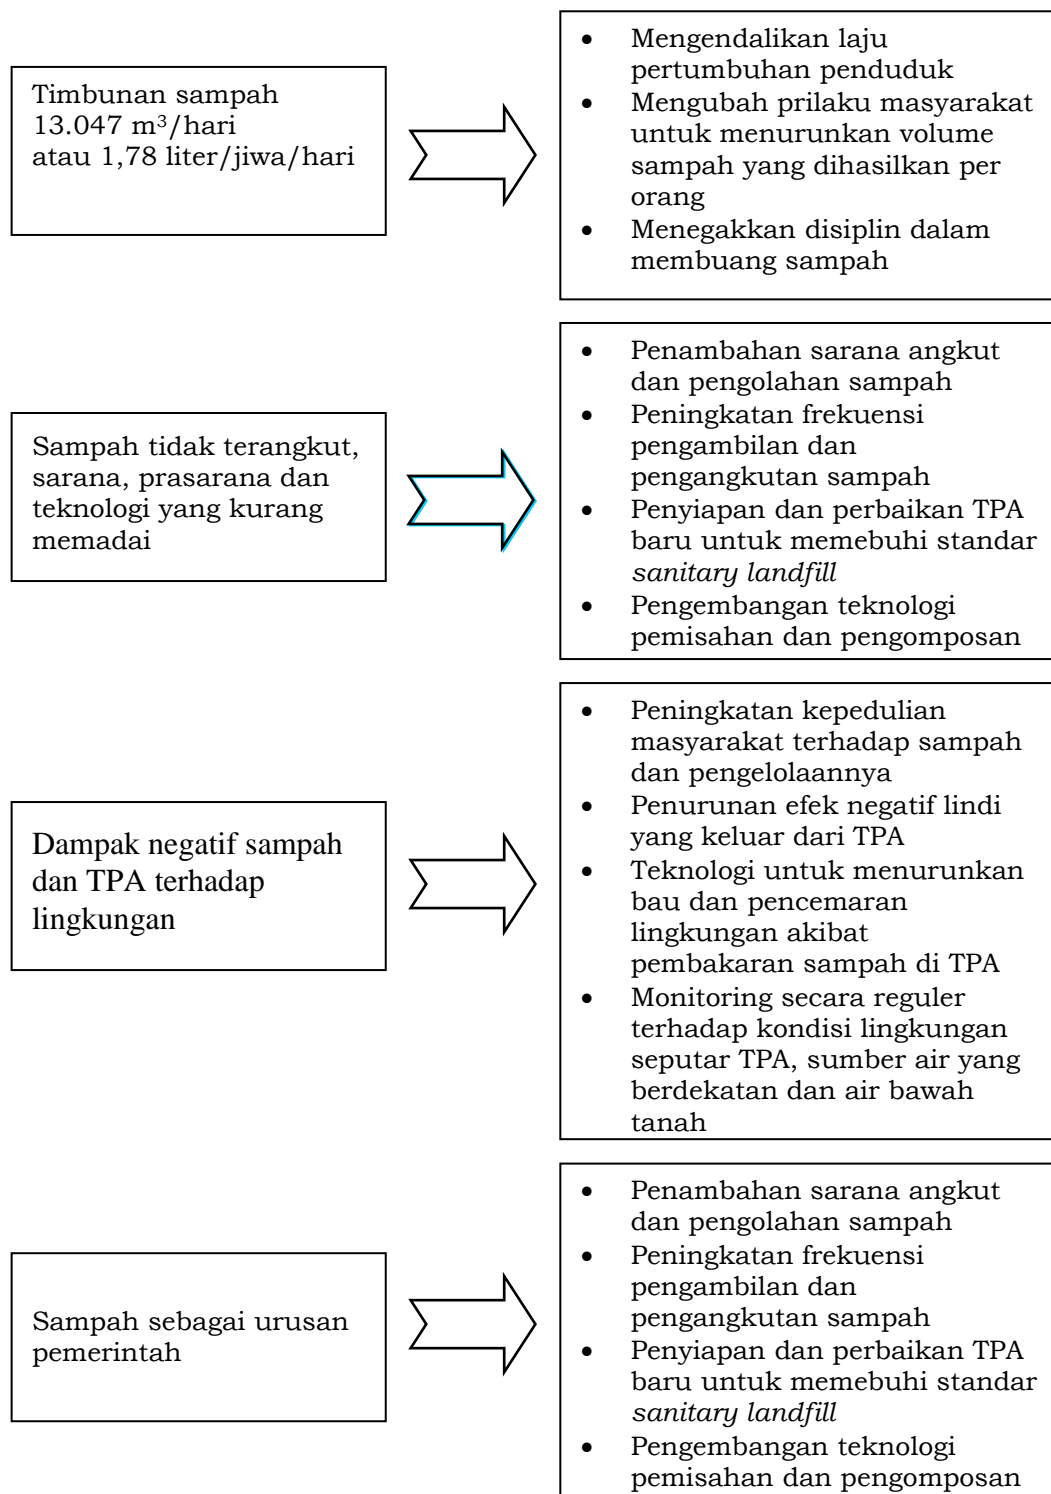 Timbunan sampah
13.047 m³/hari
atau 1,78 liter/jiwa/hari
• Mengendalikan laju
pertumbuhan penduduk
• Mengubah prilaku masyarakat
untuk menurunkan volume
sampah yang dihasilkan per
orang
• Menegakkan disiplin dalam
membuang sampah
Sampah tidak terangkut,
sarana, prasarana dan
teknologi yang kurang
memadai
• Penambahan sarana angkut
dan pengolahan sampah
• Peningkatan frekuensi
pengambilan dan
pengangkutan sampah
• Penyiapan dan perbaikan TPA
baru untuk memebuhi standar
sanitary landfill
• Pengembangan teknologi
pemisahan dan pengomposan
Dampak negatif sampah
dan TPA terhadap
lingkungan
• Peningkatan kepedulian
masyarakat terhadap sampah
dan pengelolaannya
• Penurunan efek negatif lindi
yang keluar dari TPA
• Teknologi untuk menurunkan
bau dan pencemaran
lingkungan akibat
pembakaran sampah di TPA
• Monitoring secara reguler
terhadap kondisi lingkungan
seputar TPA, sumber air yang
berdekatan dan air bawah
tanah
Sampah sebagai urusan
pemerintah
• Penambahan sarana angkut
dan pengolahan sampah
• Peningkatan frekuensi
pengambilan dan
pengangkutan sampah
• Penyiapan dan perbaikan TPA
baru untuk memebuhi standar
sanitary landfill
• Pengembangan teknologi
pemisahan dan pengomposan